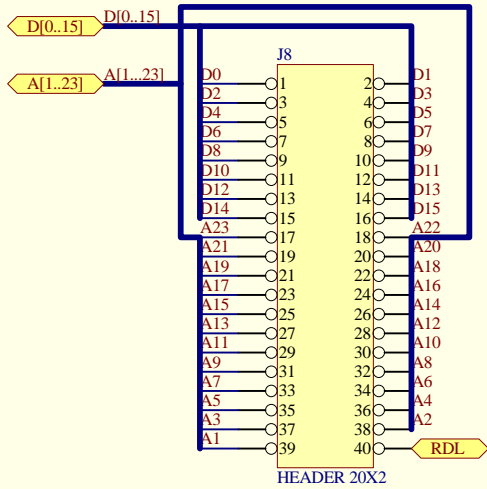 D[0..15] D[0..15]
J8
A[1..23] A[1...23]
D0 1 2 D1
D2 3 4 D3
D4 5 6 D5
D6 7 8 D7
D8 9 10 D9
D10 11 12 D11
D12 13 14 D13
D14 15 16 D15
A23 17 18 A22
A21 19 20 A20
A19 21 22 A18
A17 23 24 A16
A15 25 26 A14
A13 27 28 A12
A11 29 30 A10
A9 31 32 A8
A7 33 34 A6
A5 35 36 A4
A3 37 38 A2
A1 39 40 RDL
HEADER 20X2